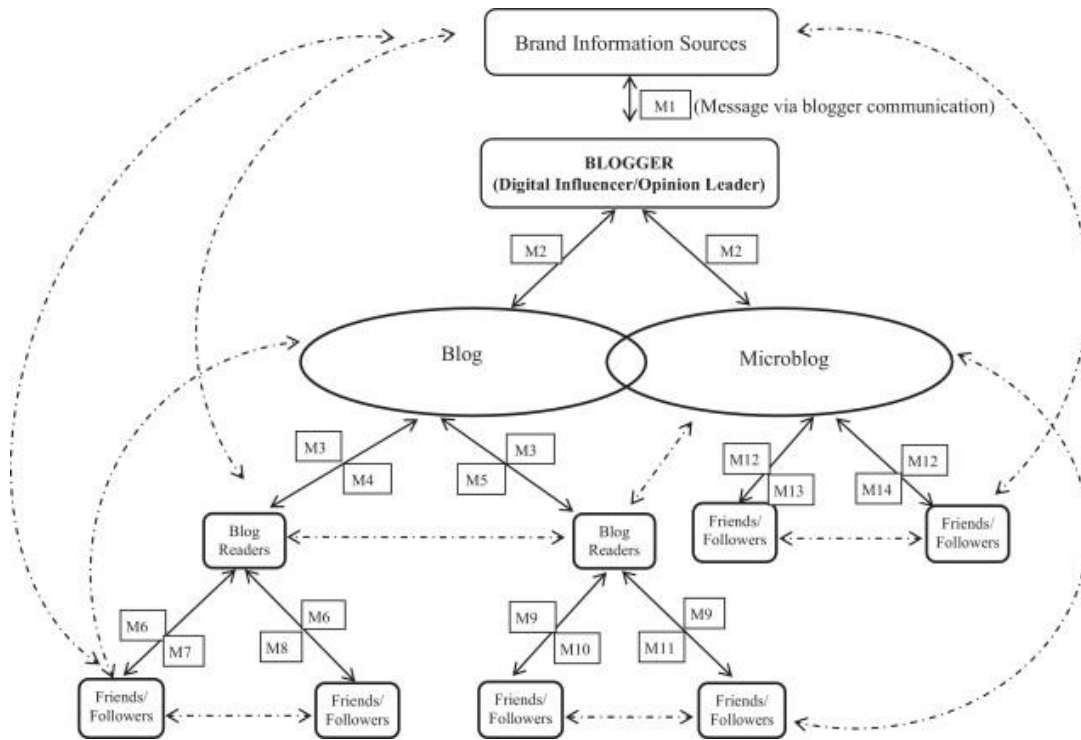 Brand Information Sources
M1 (Message via blogger communication)
BLOGGER
(Digital Influencer/Opinion Leader)
M2
M2
Blog
Microblog
M3
M4
M3
M5
M12
M13
M12
M14
Blog
Readers
Blog
Readers
Friends/
Followers
Friends/
Followers
M6
M7
M6
M8
M9
M10
M9
M11
Friends/
Followers
Friends/
Followers
Friends/
Followers
Friends/
Followers